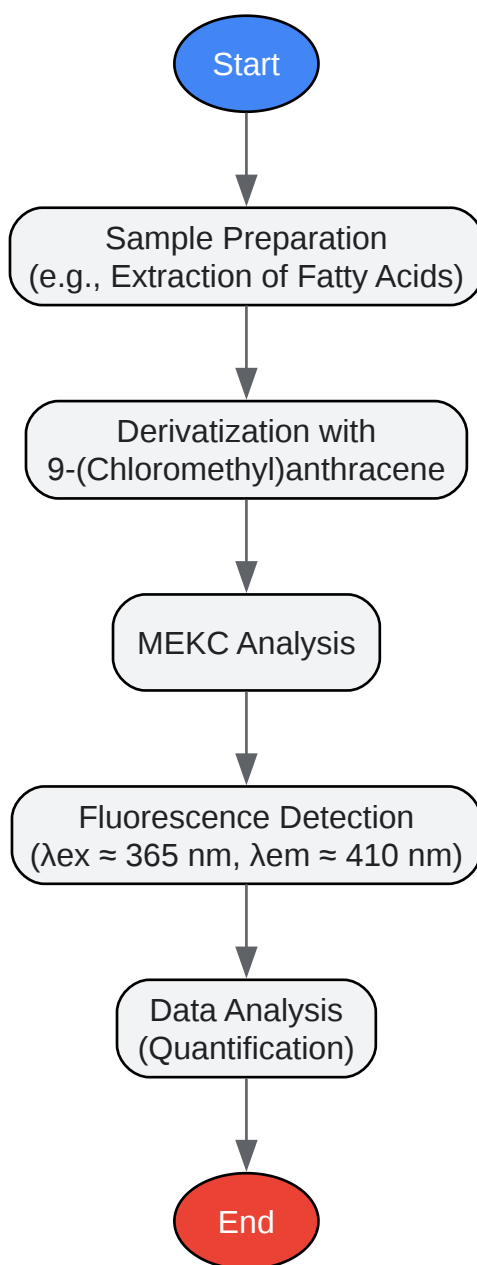 Start
Sample Preparation
(e.g., Extraction of Fatty Acids)
Derivatization with
9-(Chloromethyl)anthracene
MEKC Analysis
Fluorescence Detection
(λex ≈ 365 nm, λem ≈ 410 nm)
Data Analysis
(Quantification)
End